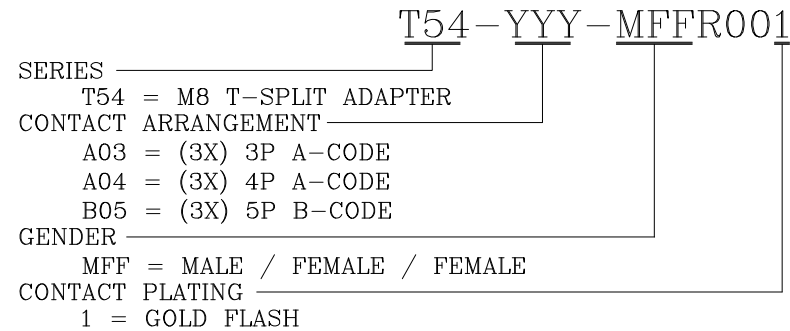 T54-YYY-MFFR001
SERIES
T54 = M8 T-SPLIT ADAPTER
CONTACT ARRANGEMENT
A03 = (3X) 3P A-CODE
A04 = (3X) 4P A-CODE
B05 = (3X) 5P B-CODE
GENDER
MFF = MALE / FEMALE / FEMALE
CONTACT PLATING
1 = GOLD FLASH